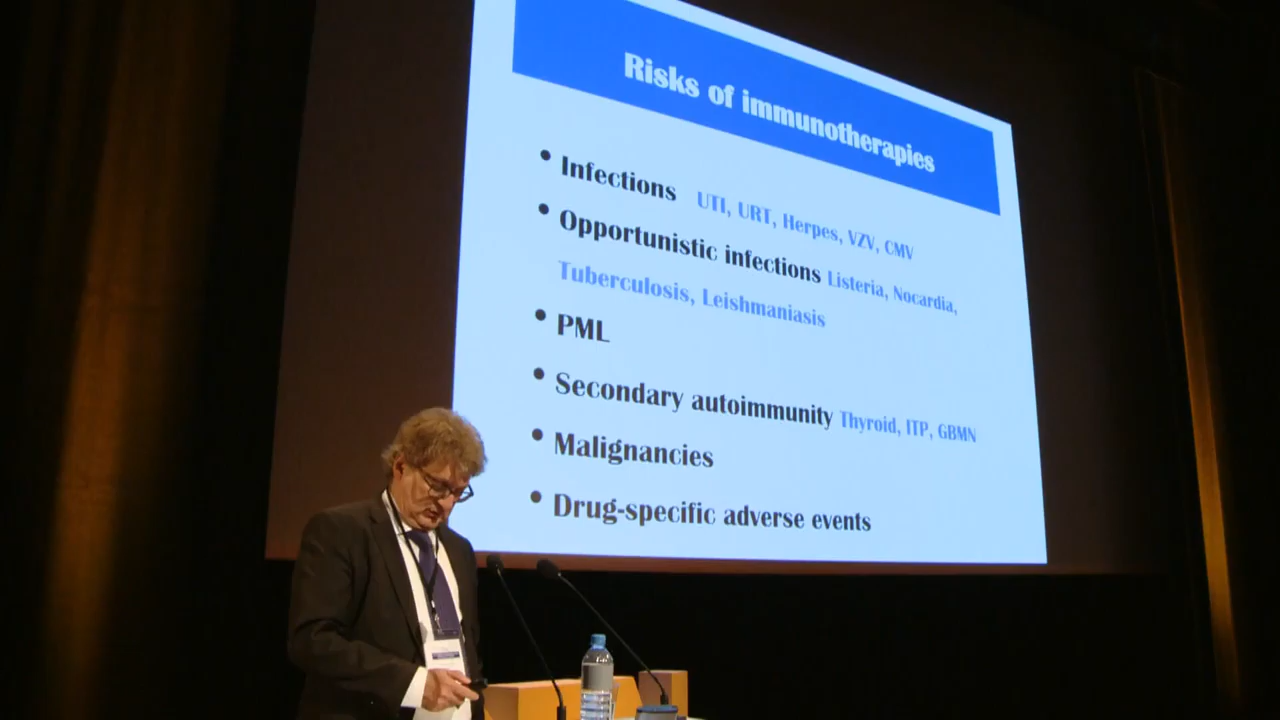 Risks of immunotherapies
• Infections UTI, URT, Herpes, VZV, CMV
• Opportunistic infections Listeria, Nocardia,
Tuberculosis, Leishmaniasis
• PML
• Secondary autoimmunity Thyroid, ITP, GBMN
• Malignancies
• Drug-specific adverse events